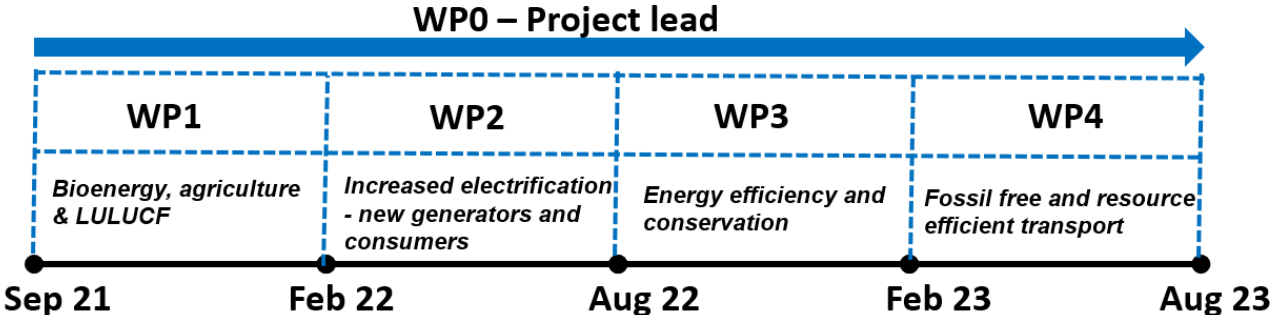 WP0 – Project lead
WP1
WP2
WP3
WP4
Bioenergy, agriculture
& LULUCF
Increased electrification
- new generators and
consumers
Energy efficiency and
conservation
Fossil free and resource
efficient transport
Sep 21
Feb 22
Aug 22
Feb 23
Aug 23